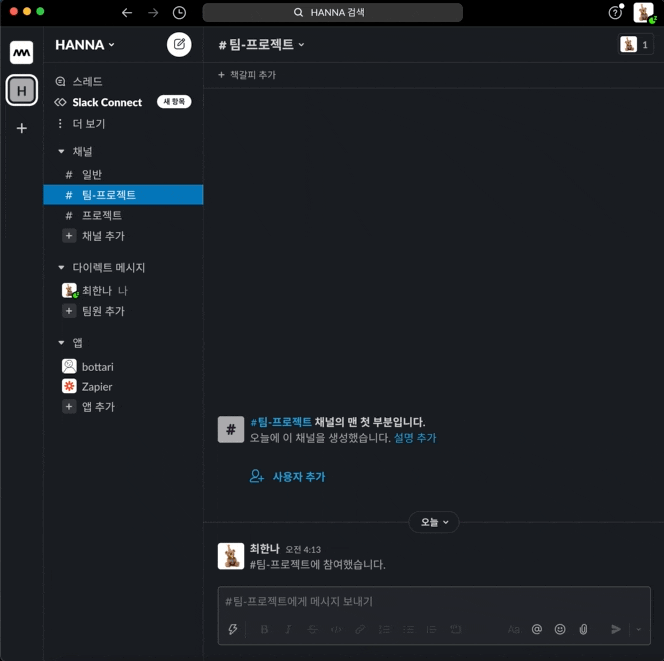 HANNA 검색
HANNA
H
스레드
Slack Connect 새 항목
더 보기
채널
# 일반
# 팀-프로젝트
# 프로젝트
+ 채널 추가
다이렉트 메시지
최한나 나
+ 팀원 추가
앱
bottari
Zapier
+ 앱 추가
# 팀-프로젝트
1
+ 책갈피 추가
# #팀-프로젝트 채널의 맨 첫 부분입니다.
오늘에 이 채널을 생성했습니다. 설명 추가
사용자 추가
오늘
최한나 오전 4:13
#팀-프로젝트에 참여했습니다.
#팀-프로젝트에게 메시지 보내기
B I S Aa @